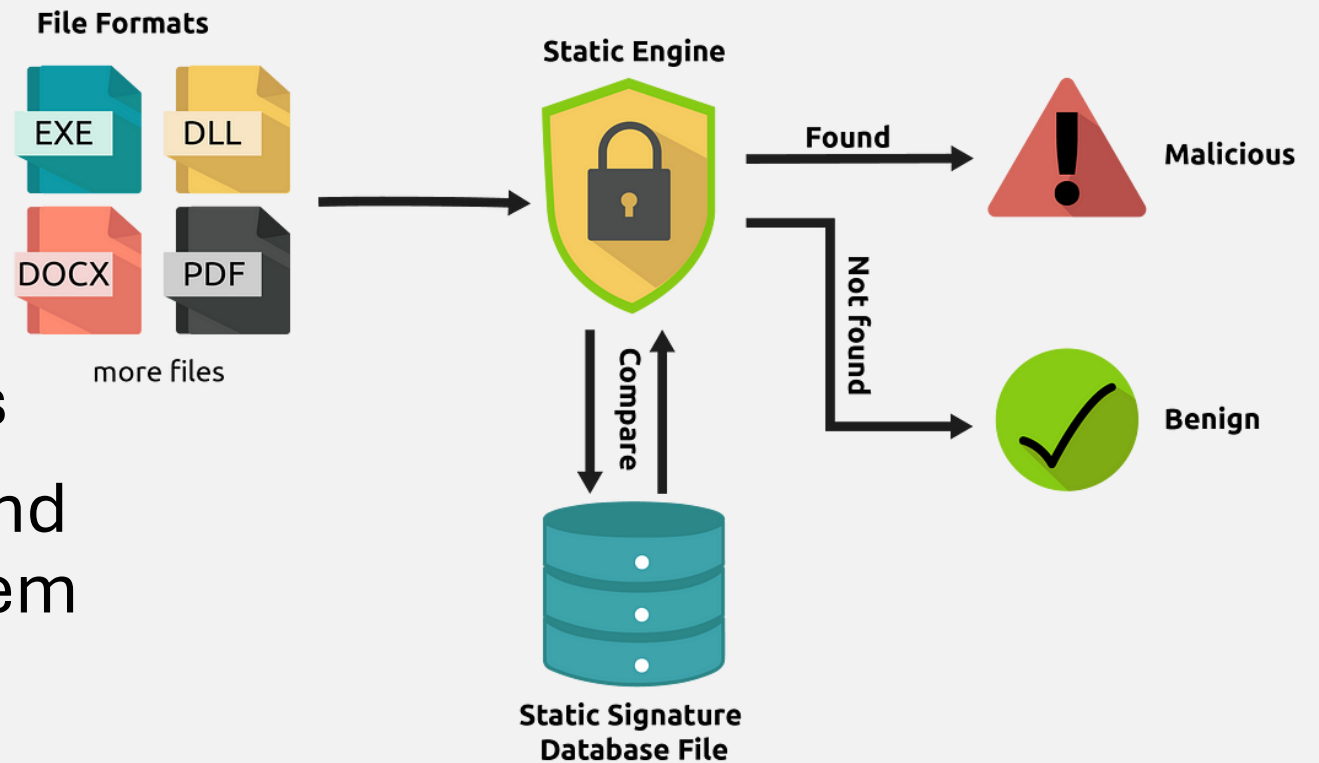 File Formats
EXE
DLL
DOCX
PDF
more files
Static Engine
Compare
Static Signature
Database File
Found
Malicious
Not found
Benign
s
nd
em